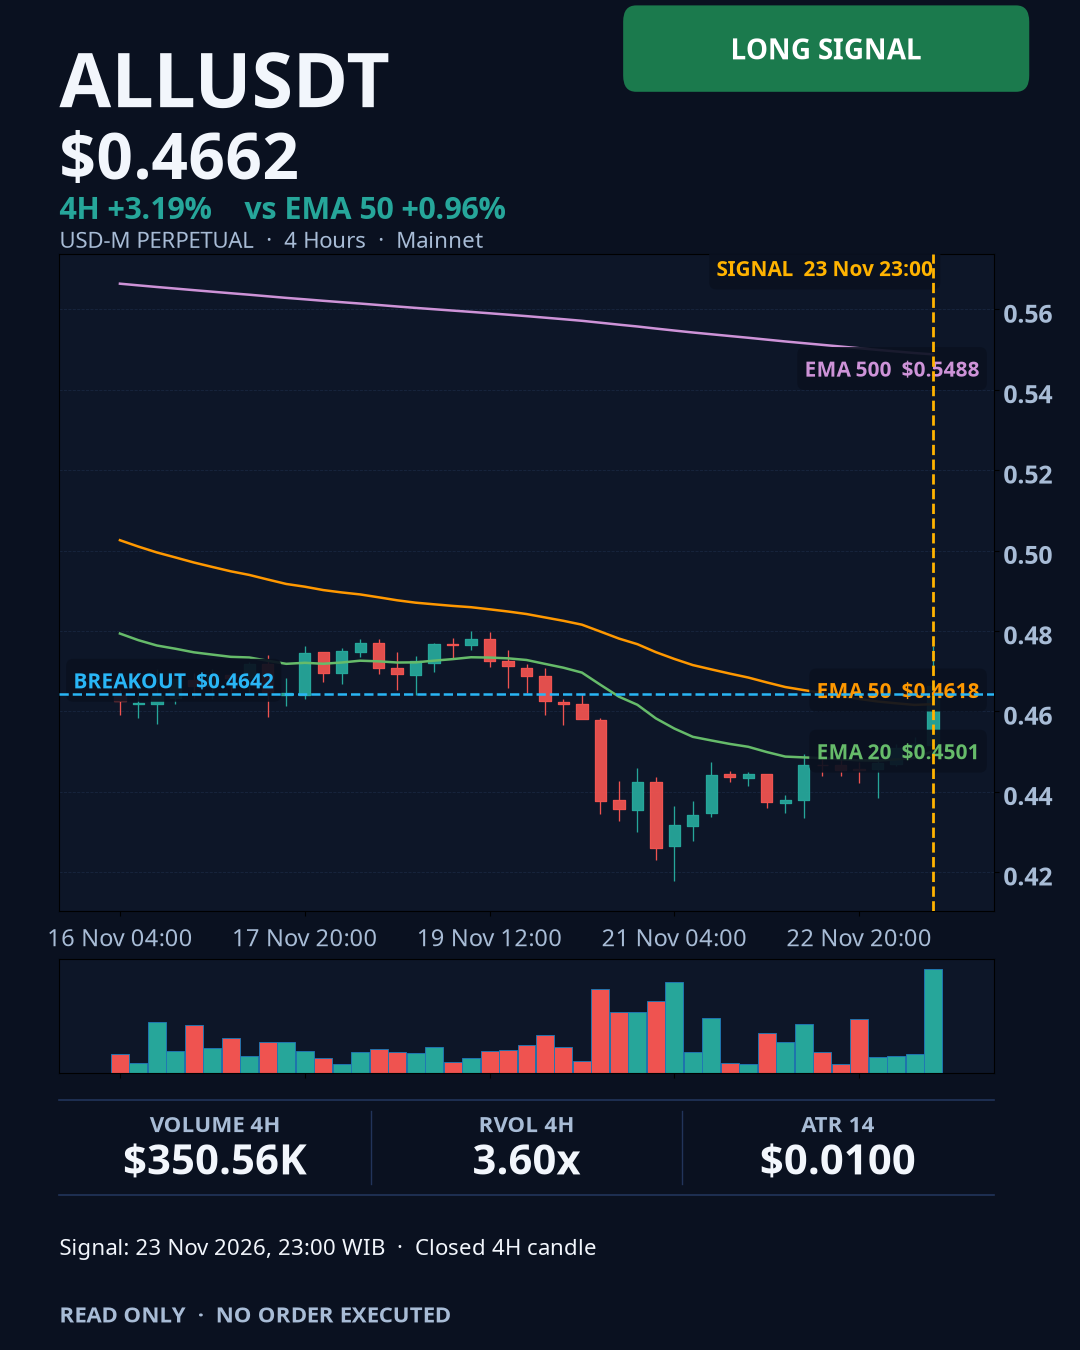 LONG SIGNAL
ALLUSDT
$0.4662
4H +3.19% vs EMA 50 +0.96%
USD-M PERPETUAL · 4 Hours · Mainnet
SIGNAL 23 Nov 23:00
0.56
EMA 500 $0.5488
0.54
0.52
0.50
0.48
BREAKOUT $0.4642
EMA 50 $0.4618
0.46
EMA 20 $0.4501
0.44
0.42
16 Nov 04:00 17 Nov 20:00 19 Nov 12:00 21 Nov 04:00 22 Nov 20:00
VOLUME 4H RVOL 4H ATR 14
$350.56K 3.60x $0.0100
Signal: 23 Nov 2026, 23:00 WIB · Closed 4H candle
READ ONLY · NO ORDER EXECUTED